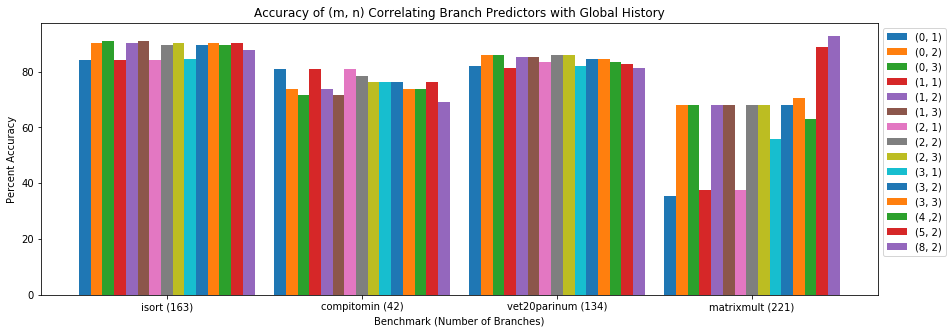 Accuracy of (m, n) Correlating Branch Predictors with Global History
Percent Accuracy
80
60
40
20
0
isort (163)
compitomin (42)
vet20parinum (134)
matrixmult (221)
Benchmark (Number of Branches)
(0, 1)
(0, 2)
(0, 3)
(1, 1)
(1, 2)
(1, 3)
(2, 1)
(2, 2)
(2, 3)
(3, 1)
(3, 2)
(3, 3)
(4 ,2)
(5, 2)
(8, 2)